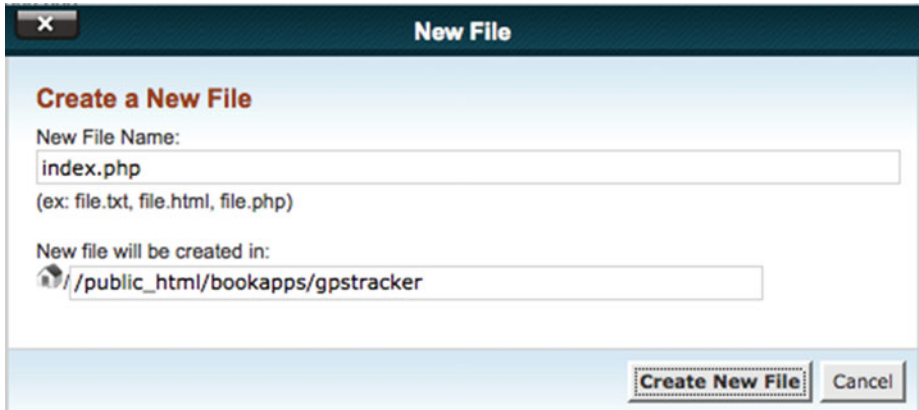 New File
Create a New File
New File Name:
index.php
(ex: file.txt, file.html, file.php)
New file will be created in:
//public_html/bookapps/gpstracker
Create New File
Cancel